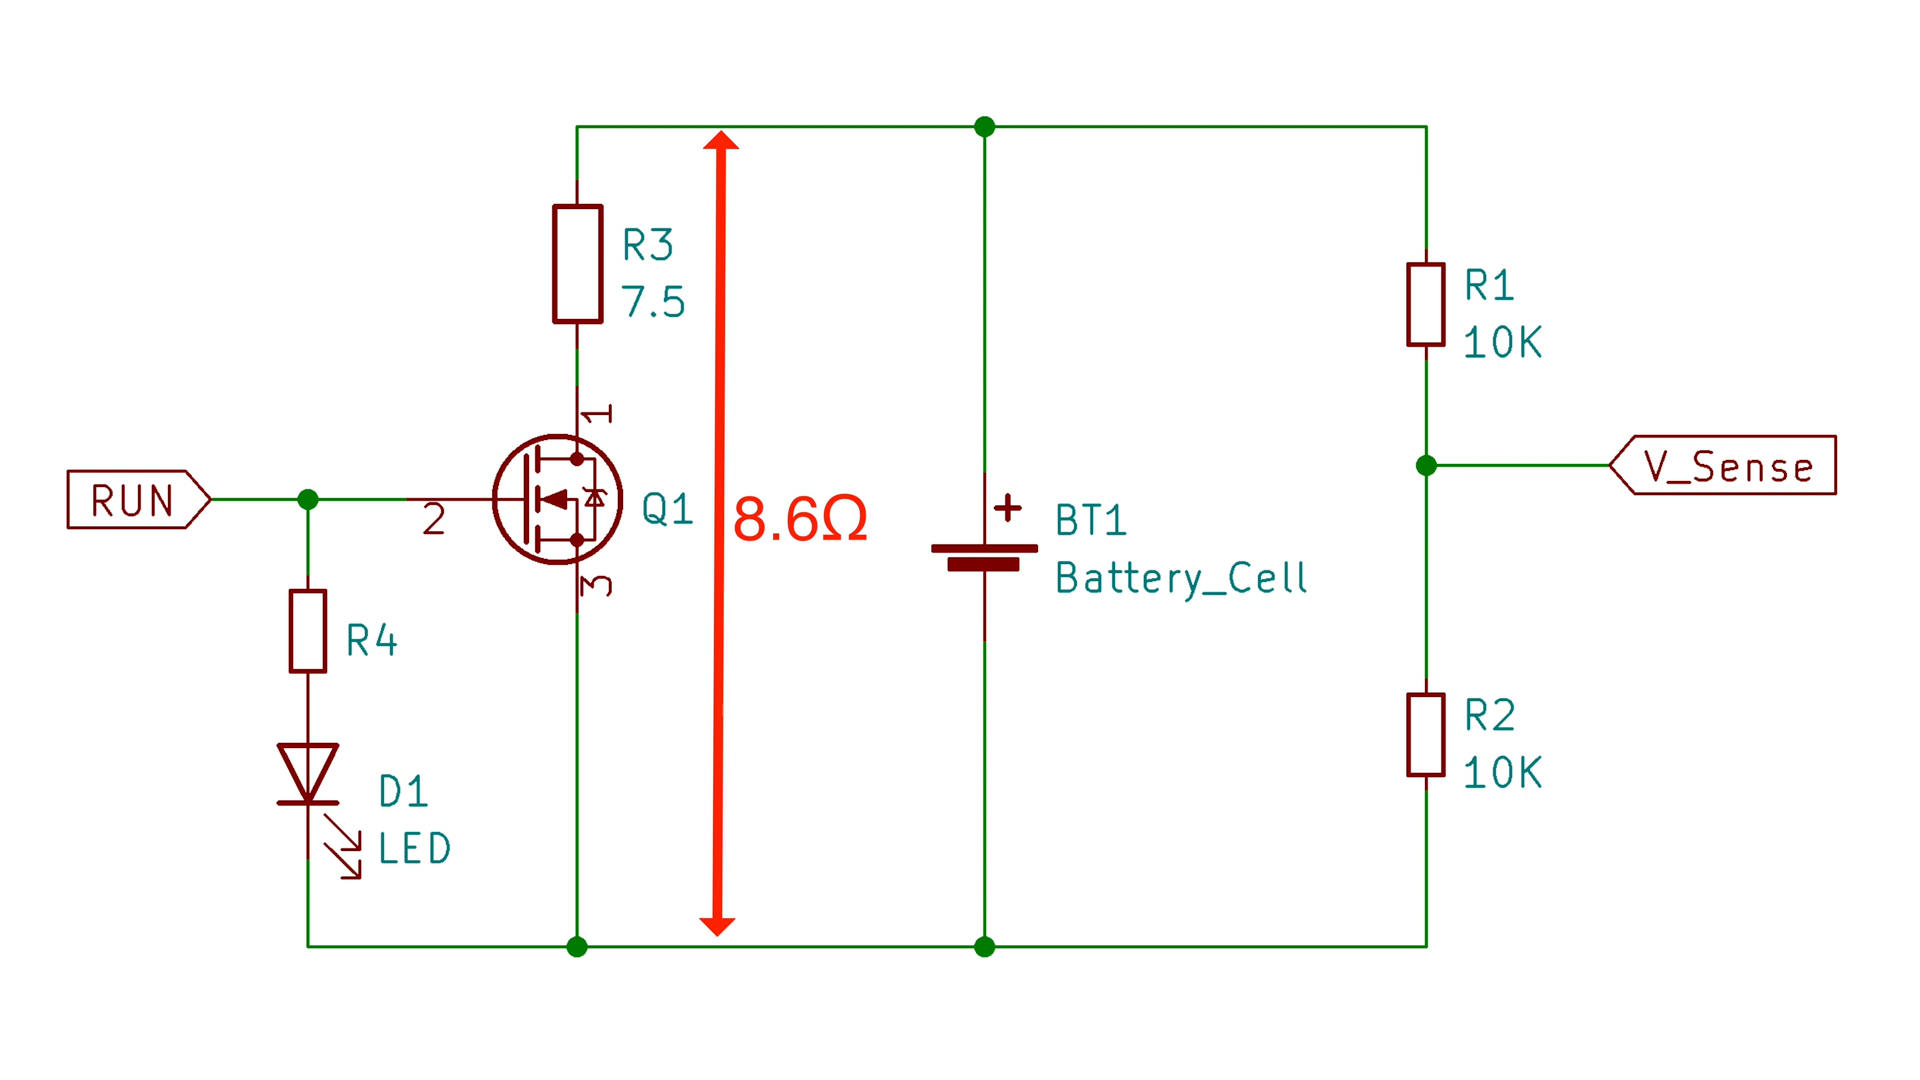 R3
7.5
R1
10K
1
RUN
2
Q1
8.6Ω
+
BT1
Battery_Cell
V_Sense
3
R4
R2
10K
D1
LED